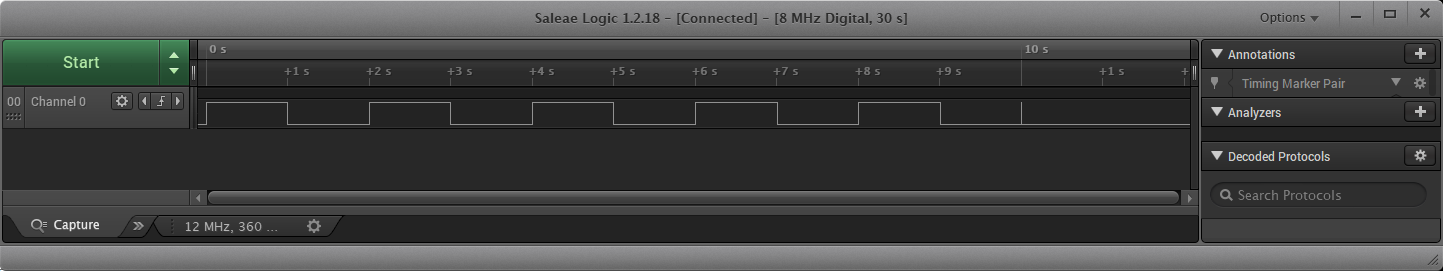 Saleae Logic 1.2.18 – [Connected] – [8 MHz Digital, 30 s]
Options
Start
0 s
10 s
+1 s
+2 s
+3 s
+4 s
+5 s
+6 s
+7 s
+8 s
+9 s
+1 s
+
00
Channel 0
Annotations
Timing Marker Pair
Analyzers
Decoded Protocols
Search Protocols
Capture
12 MHz, 360 ...